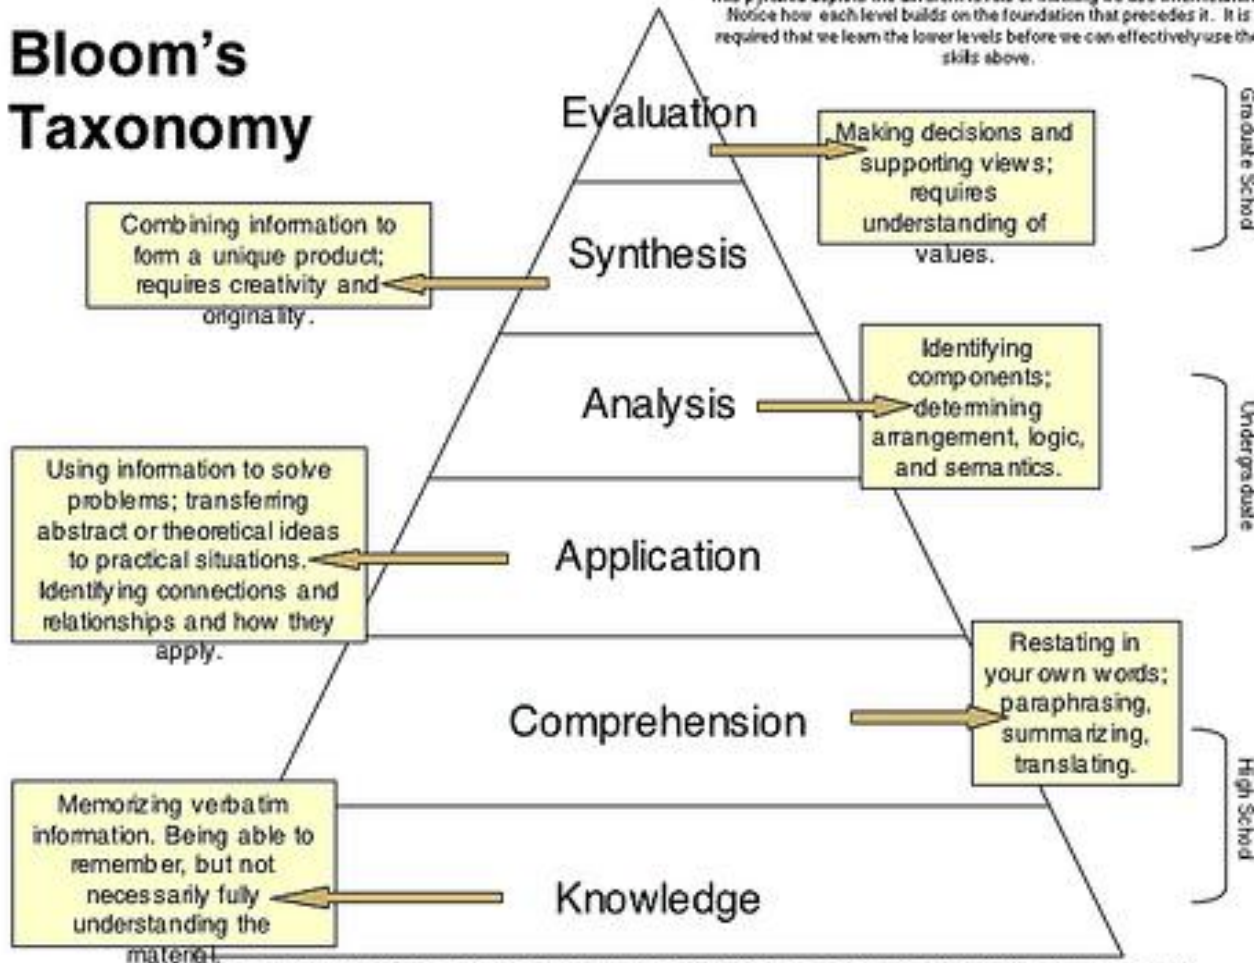 Bloom's
Taxonomy
Notice how each level builds on the foundation that precedes it. It is
required that we learn the lower levels before we can effectively use the
skills above.
Evaluation
Making decisions and
supporting views;
requires
understanding of
values.
Graduate School
Combining information to
form a unique product;
requires creativity and
originality.
Synthesis
Analysis
Identifying
components;
determining
arrangement, logic,
and semantics.
Undergraduate
Using information to solve
problems; transferring
abstract or theoretical ideas
to practical situations.
Identifying connections and
relationships and how they
apply.
Application
Comprehension
Restating in
your own words;
paraphrasing,
summarizing,
translating.
High School
Memorizing verbatim
information. Being able to
remember, but not
necessarily fully
understanding the
material.
Knowledge